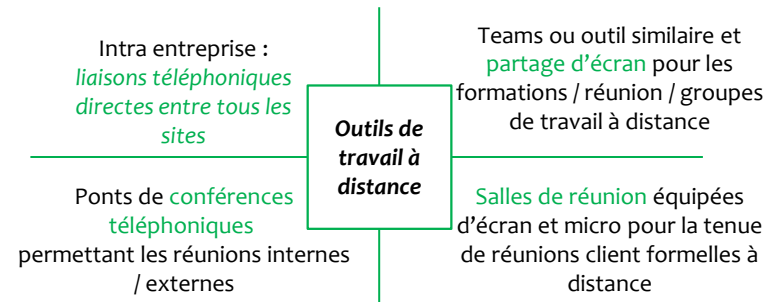 Intra entreprise :
liaisons téléphoniques
directes entre tous les
sites
Teams ou outil similaire et
partage d'écran pour les
formations / réunion / groupes
de travail à distance
Outils de
travail à
distance
Ponts de conférences
téléphoniques
permettant les réunions internes
/ externes
Salles de réunion équipées
d'écran et micro pour la tenue
de réunions client formelles à
distance